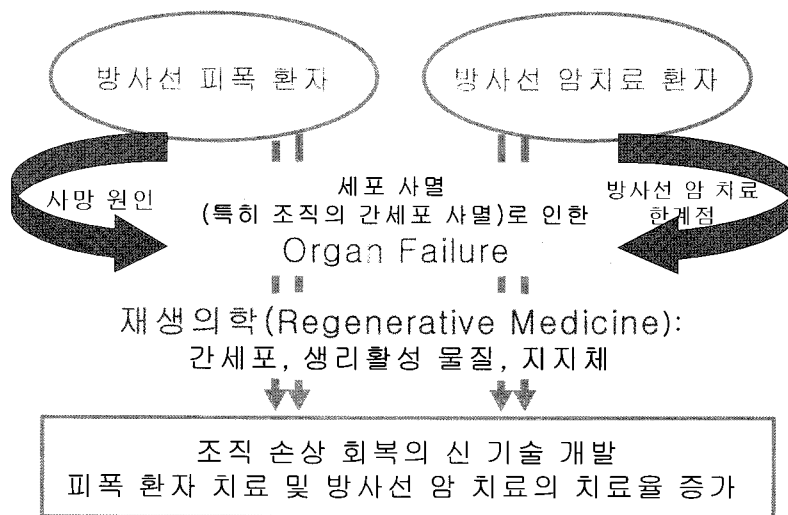 방사선 피폭 환자
방사선 암치료 환자
사망 원인
세포 사멸
(특히 조직의 간세포 사멸)로 인한
Organ Failure
방사선 암 치료
한계점
재생의학(Regenerative Medicine):
간세포, 생리활성 물질, 지지체
조직 손상 회복의 신 기술 개발
피폭 환자 치료 및 방사선 암 치료의 치료율 증가